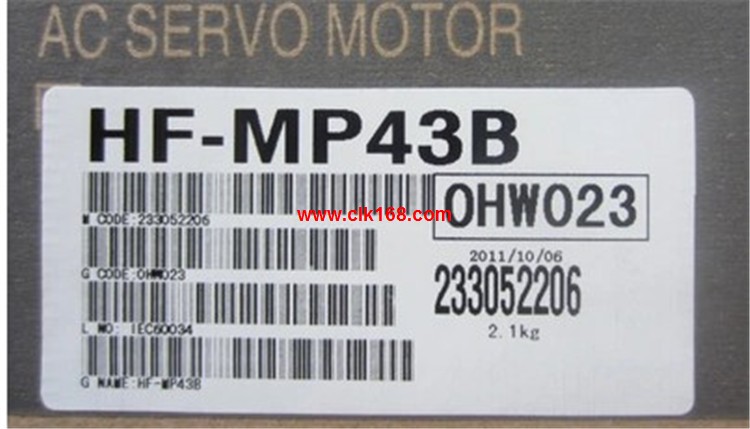 AC SERVO MOTOR
HF-MP43B
M CODE:233052206
OHW023
www.clk168.com
2011/10/06
G CODE:OHW023
233052206
L NO: IEC60034
2.1kg
G NAME:HF-MP43B